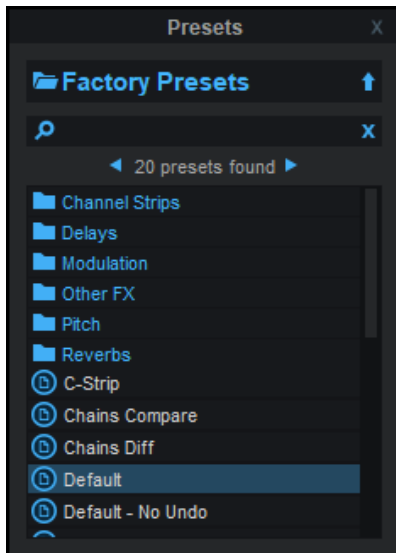 Presets X
Factory Presets
X
20 presets found
Channel Strips
Delays
Modulation
Other FX
Pitch
Reverbs
C-Strip
Chains Compare
Chains Diff
Default
Default - No Undo